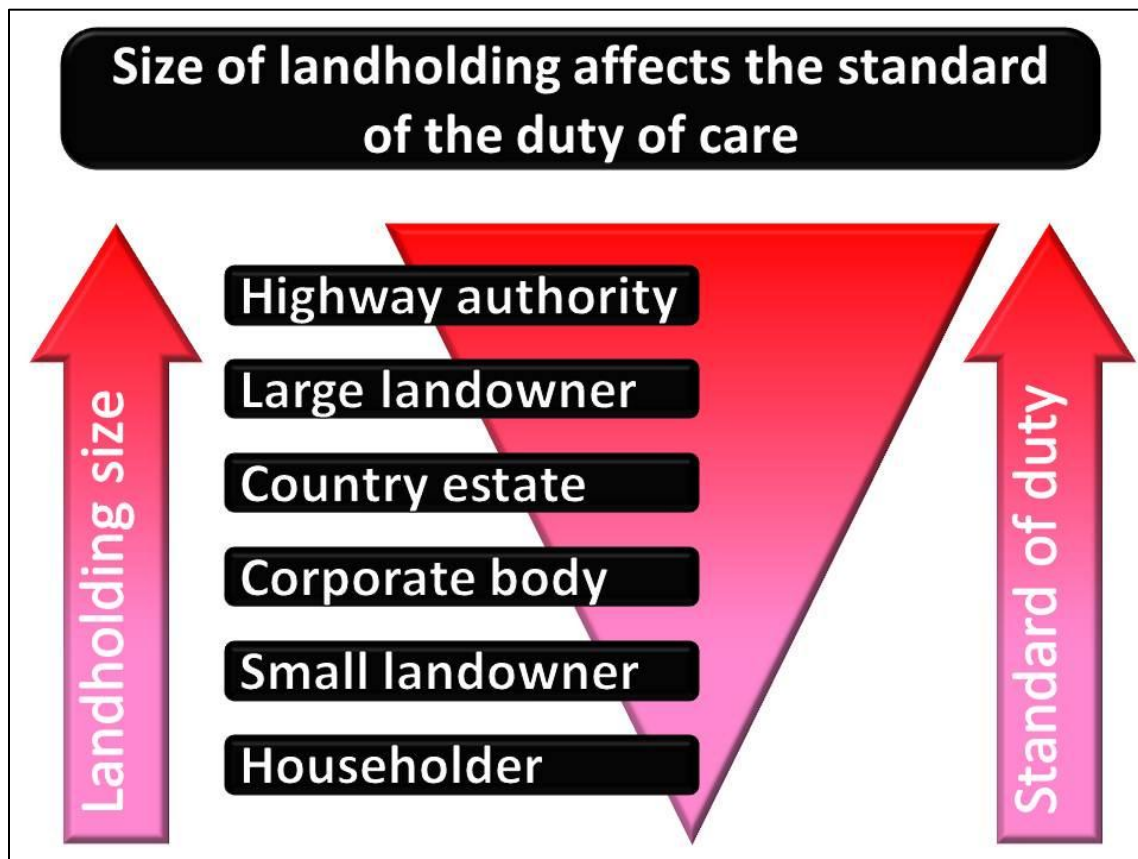 Size of landholding affects the standard
of the duty of care
Landholding size
Highway authority
Large landowner
Country estate
Corporate body
Small landowner
Householder
Standard of duty